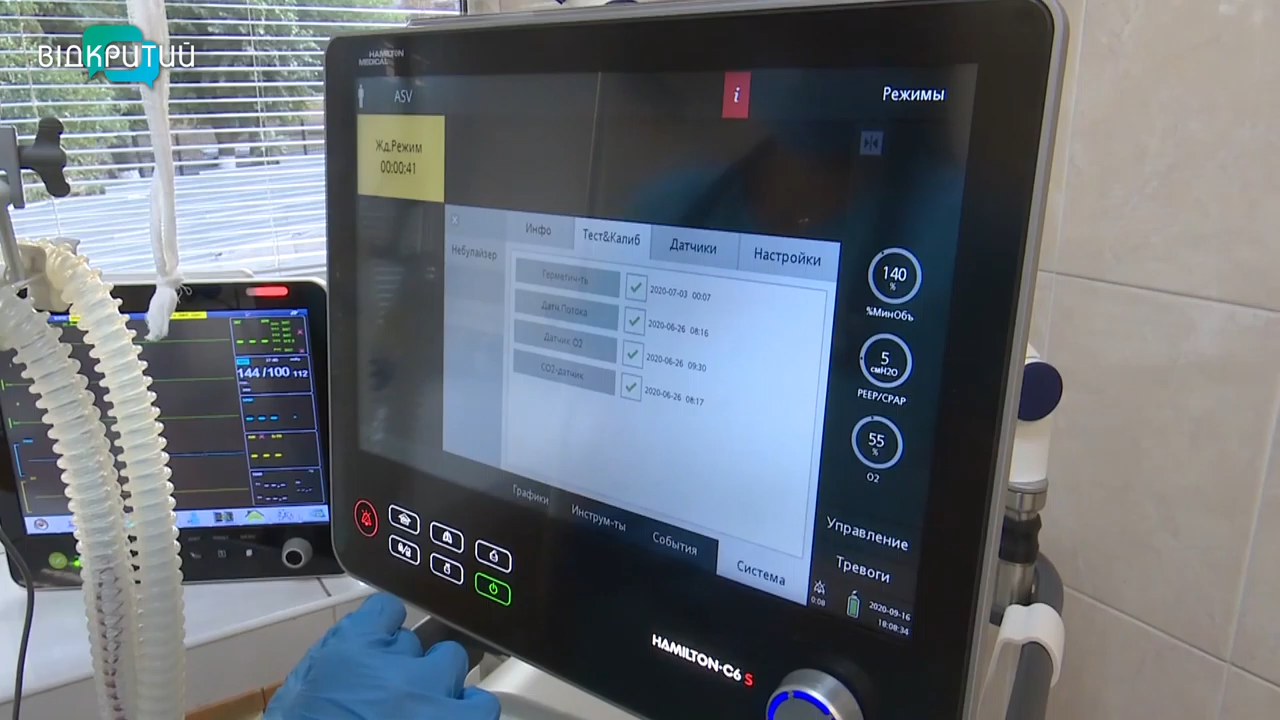 ВІДКРИТИЙ
HAMILTON
MEDICAL
ASV
i
Режимы
Жд.Режим
00:00:41
Инфо
Тест&Калиб
Датчики
Настройки
Небулайзер
Герметич-ть
2020-07-03 00:07
Датч Потока
2020-06-26 08:16
Датчик O2
2020-06-26 09:30
CO2-датчик
2020-06-26 08:17
140
%
%МинОбъ
5
смH2O
PEEP/CPAP
55
%
O2
Графики
Инструм-ты
События
Система
Управление
Тревоги
0:08
2020-09-16
18:08:34
HAMILTON-C6 S
144/100 112